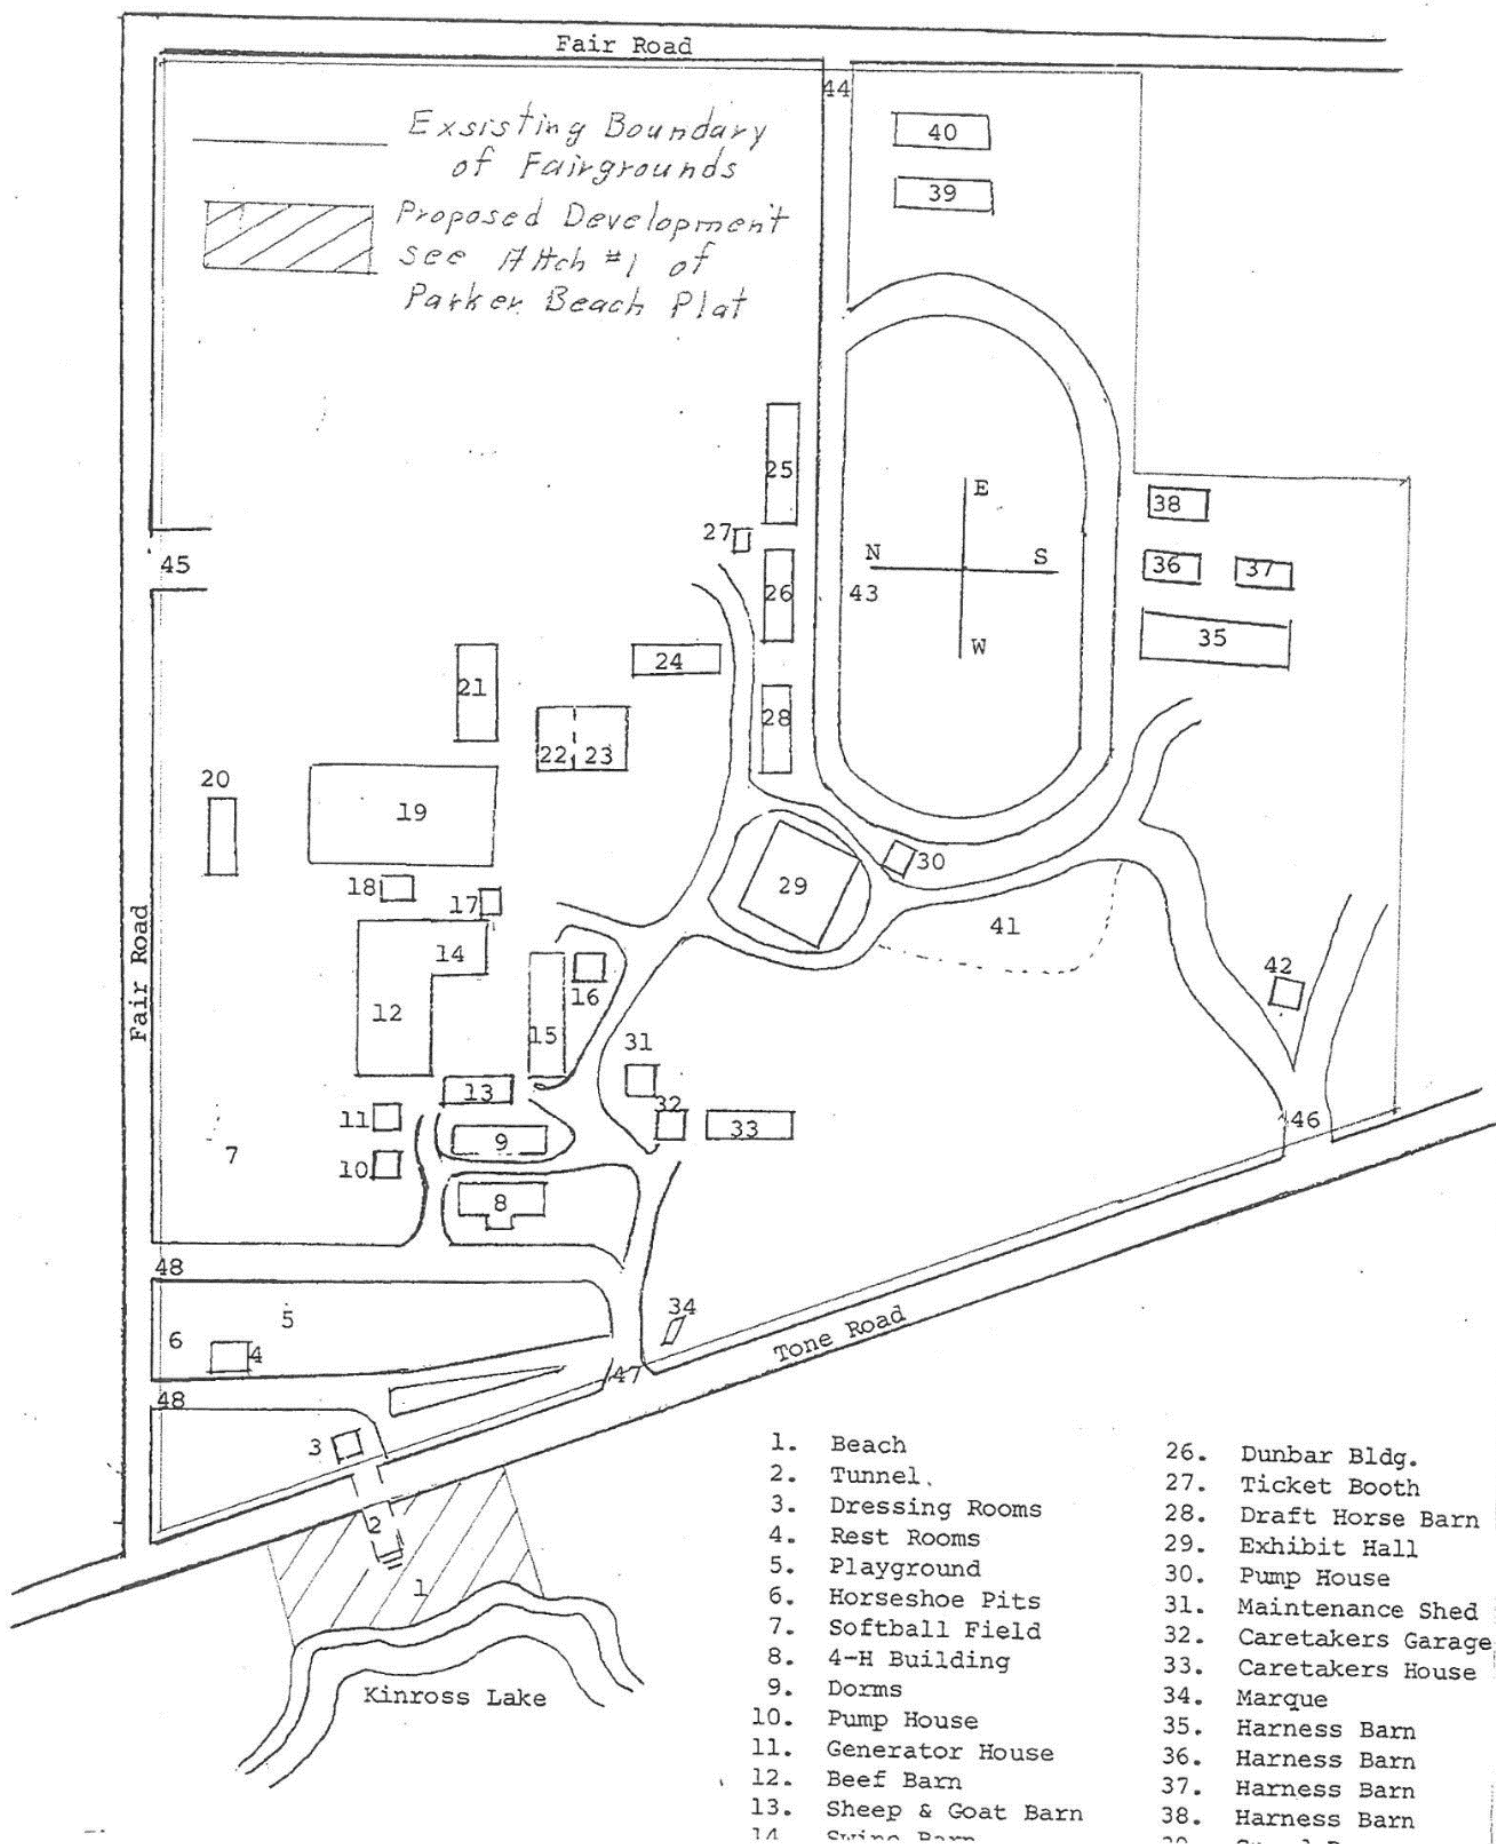 Fair Road
44
Exsisting Boundary
of Fairgrounds
40
39
Proposed Development
see Attch #1 of
Parker Beach Plat
25
E
38
27
N
S
45
26
43
36
37
W
35
24
21
28
22
23
20
19
30
18
29
17
Fair Road
41
14
42
16
12
15
31
13
32
11
33
46
9
7
10
8
48
5
34
6
4
Tone Road
47
48
3
2
1
Kinross Lake
1. Beach
2. Tunnel.
3. Dressing Rooms
4. Rest Rooms
5. Playground
6. Horseshoe Pits
7. Softball Field
8. 4-H Building
9. Dorms
10. Pump House
11. Generator House
12. Beef Barn
13. Sheep & Goat Barn
14 Swine Barn
26. Dunbar Bldg.
27. Ticket Booth
28. Draft Horse Barn
29. Exhibit Hall
30. Pump House
31. Maintenance Shed
32. Caretakers Garage
33. Caretakers House
34. Marque
35. Harness Barn
36. Harness Barn
37. Harness Barn
38. Harness Barn